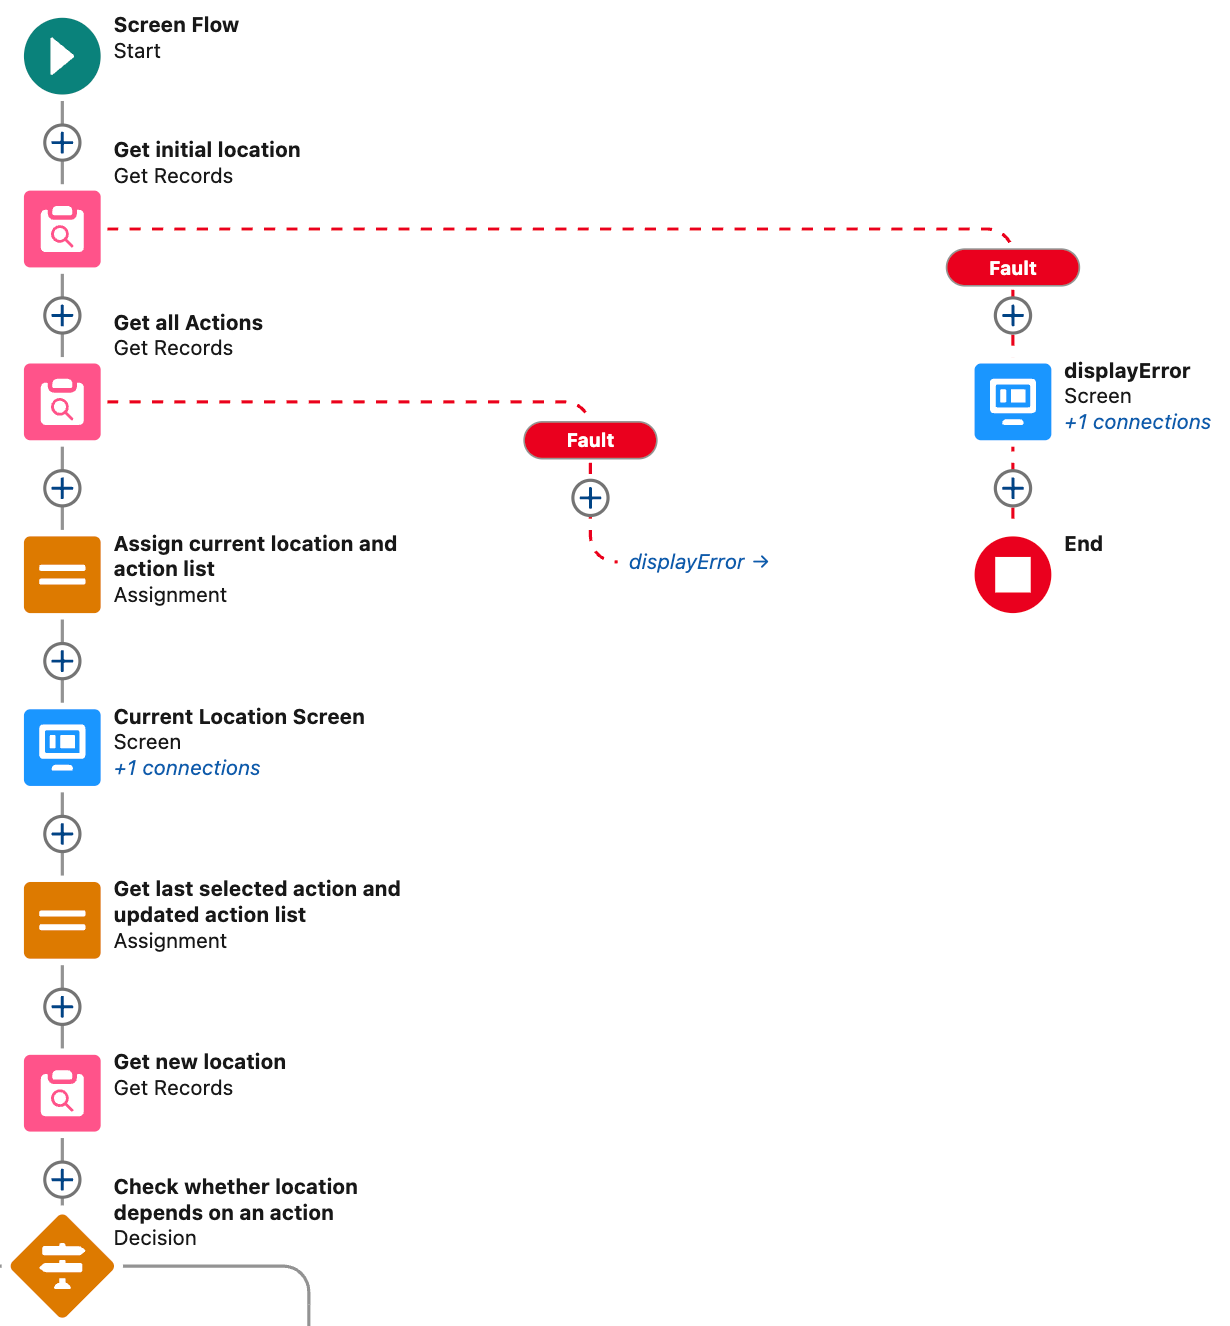 Screen Flow
Start
Get initial location
Get Records
Fault
Get all Actions
Get Records
displayError
Screen
+1 connections
Fault
Assign current location and
action list
Assignment
displayError →
End
Current Location Screen
Screen
+1 connections
Get last selected action and
updated action list
Assignment
Get new location
Get Records
Check whether location
depends on an action
Decision